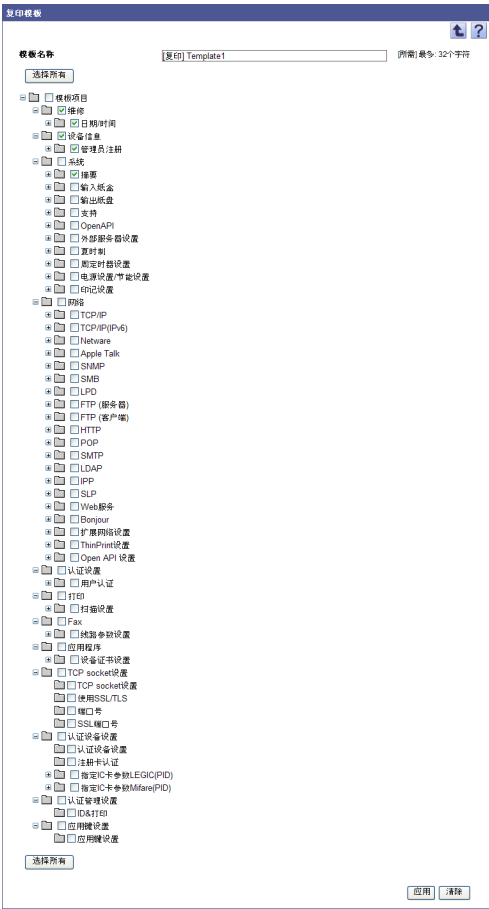 复印模板
模板名称 [复印] Template1 [所需]最多: 32个字符
选择所有
模板项目
维修
日期/时间
设备信息
管理员注册
系统
摘要
输入纸盒
输出纸盘
支持
OpenAPI
外部服务器设置
夏时制
周定时器设置
电源设置/节能设置
印记设置
网络
TCP/IP
TCP/IP(IPv6)
Netware
Apple Talk
SNMP
SMB
LPD
FTP (服务器)
FTP (客户端)
HTTP
POP
SMTP
LDAP
IPP
SLP
Web服务
Bonjour
扩展网络设置
ThinPrint设置
Open API 设置
认证设置
用户认证
打印
扫描设置
Fax
线路参数设置
应用程序
设备证书设置
TCP socket设置
TCP socket设置
使用SSL/TLS
端口号
SSL端口号
认证设备设置
认证设备设置
注册卡认证
指定IC卡参数LEGIC(PID)
指定IC卡参数Mifare(PID)
认证管理设置
ID&打印
应用键设置
应用键设置
选择所有
应用 清除